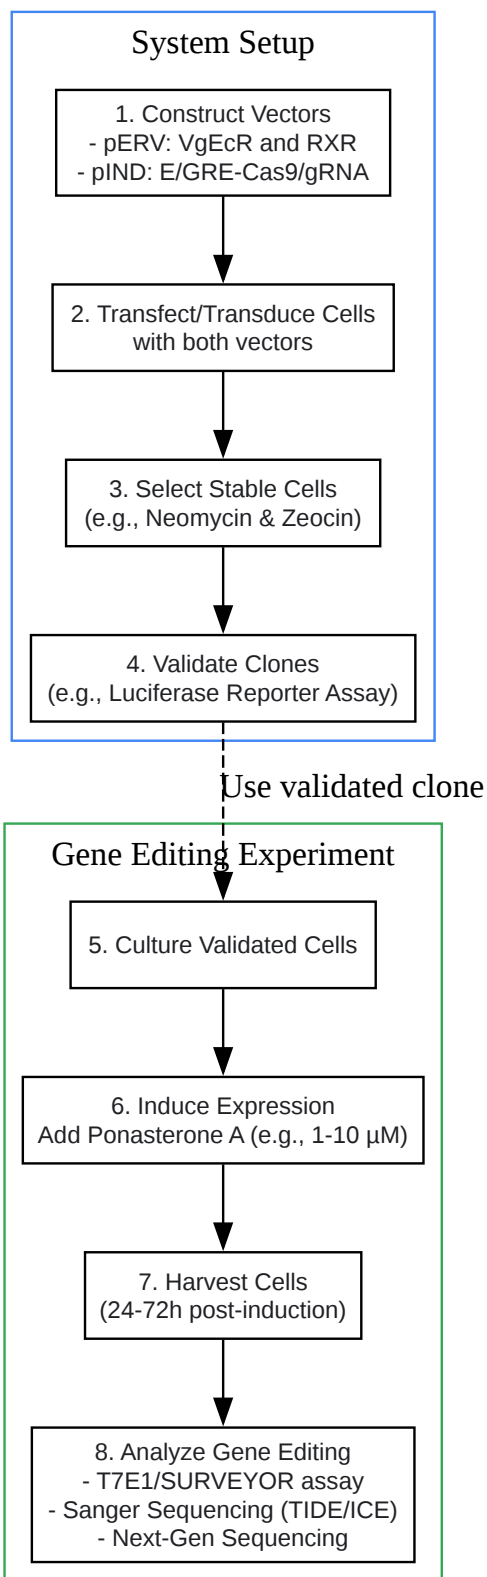 System Setup
1. Construct Vectors
- pERV: VgEcR and RXR
- pIND: E/GRE-Cas9/gRNA
2. Transfect/Transduce Cells
with both vectors
3. Select Stable Cells
(e.g., Neomycin & Zeocin)
4. Validate Clones
(e.g., Luciferase Reporter Assay)
Use validated clone
Gene Editing Experiment
5. Culture Validated Cells
6. Induce Expression
Add Ponasterone A (e.g., 1-10 µM)
7. Harvest Cells
(24-72h post-induction)
8. Analyze Gene Editing
- T7E1/SURVEYOR assay
- Sanger Sequencing (TIDE/ICE)
- Next-Gen Sequencing